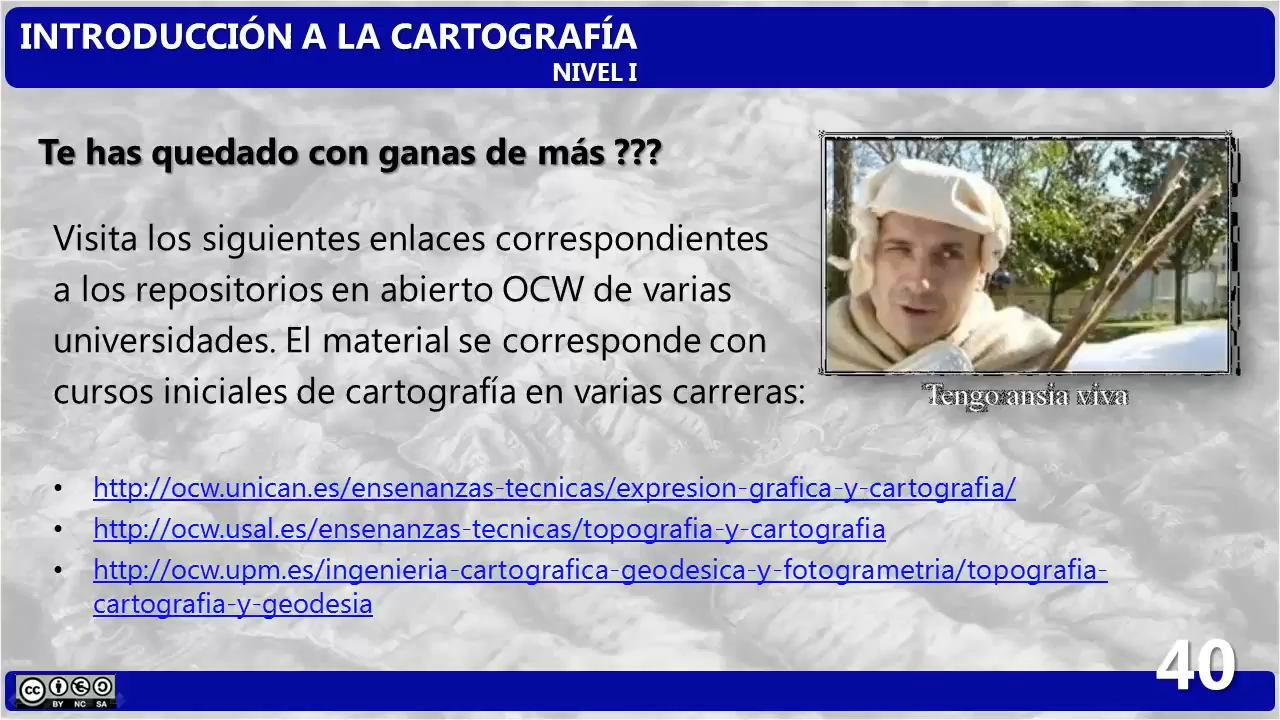 INTRODUCCIÓN A LA CARTOGRAFÍA
NIVEL I
Te has quedado con ganas de más ???
Visita los siguientes enlaces correspondientes
a los repositorios en abierto OCW de varias
universidades. El material se corresponde con
cursos iniciales de cartografía en varias carreras:
Tengo ansia viva
• http://ocw.unican.es/ensenanzas-tecnicas/expresion-grafica-y-cartografia/
• http://ocw.usal.es/ensenanzas-tecnicas/topografia-y-cartografia
• http://ocw.upm.es/ingenieria-cartografica-geodesica-y-fotogrametria/topografia-
cartografia-y-geodesia
40
cc BY NC SA